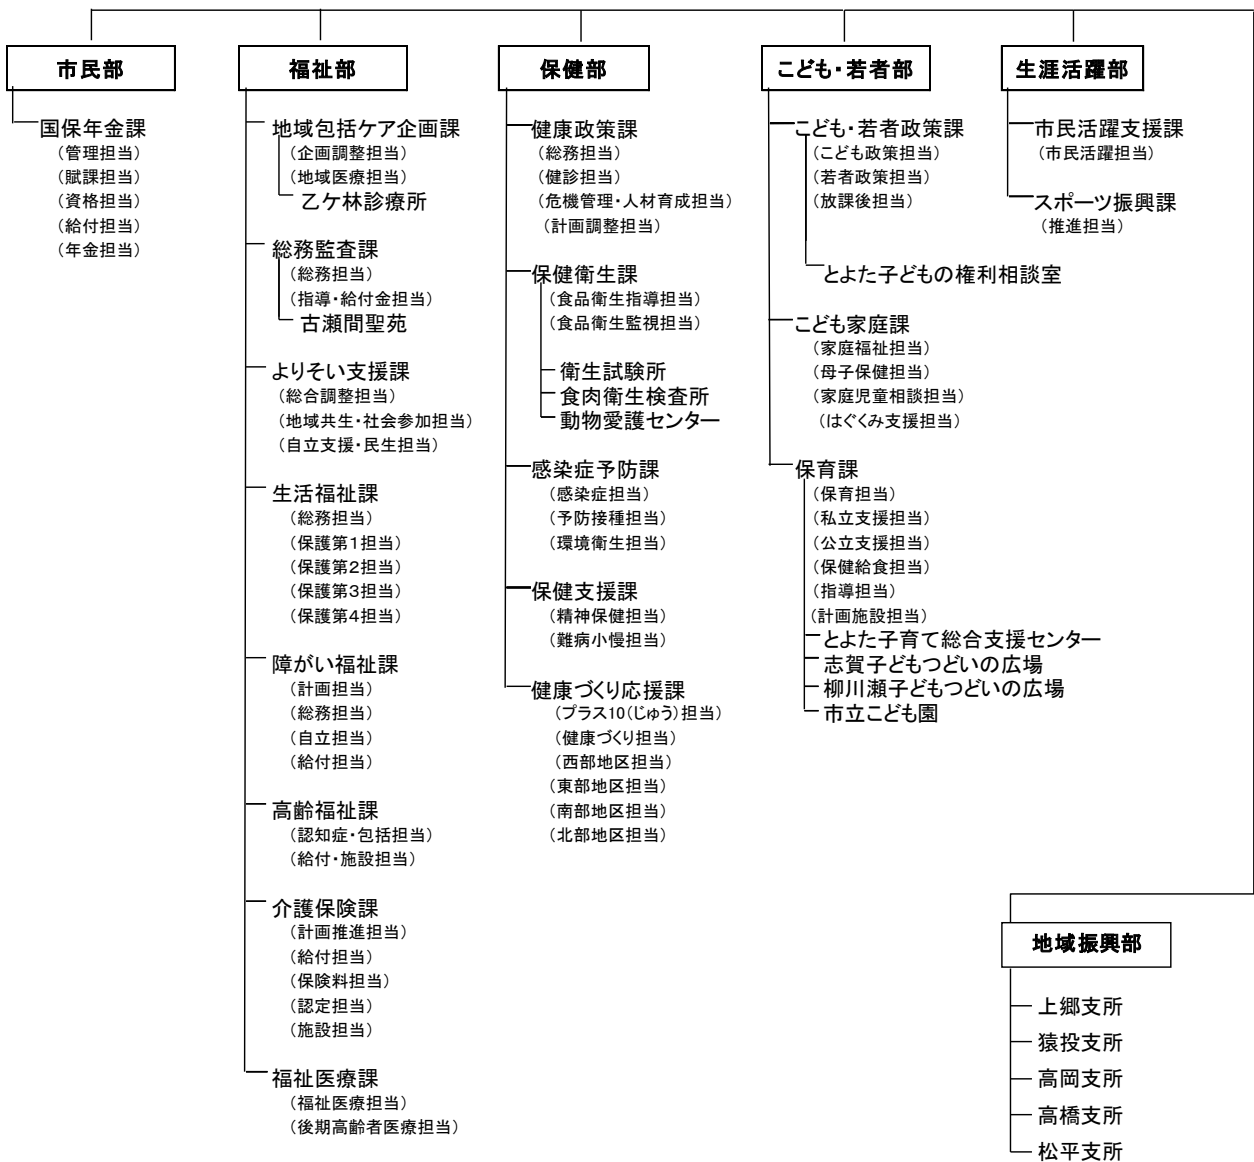 市民部
国保年金課
（管理担当）
（賦課担当）
（資格担当）
（給付担当）
（年金担当）
福祉部
地域包括ケア企画課
（企画調整担当）
（地域医療担当）
乙ケ林診療所
総務監査課
（総務担当）
（指導・給付金担当）
古瀬間聖苑
よりそい支援課
（総合調整担当）
（地域共生・社会参加担当）
（自立支援・民生担当）
生活福祉課
（総務担当）
（保護第１担当）
（保護第２担当）
（保護第３担当）
（保護第４担当）
障がい福祉課
（計画担当）
（総務担当）
（自立担当）
（給付担当）
高齢福祉課
（認知症・包括担当）
（給付・施設担当）
介護保険課
（計画推進担当）
（給付担当）
（保険料担当）
（認定担当）
（施設担当）
福祉医療課
（福祉医療担当）
（後期高齢者医療担当）
保健部
健康政策課
（総務担当）
（健診担当）
（危機管理・人材育成担当）
（計画調整担当）
保健衛生課
（食品衛生指導担当）
（食品衛生監視担当）
衛生試験所
食肉衛生検査所
動物愛護センター
感染症予防課
（感染症担当）
（予防接種担当）
（環境衛生担当）
保健支援課
（精神保健担当）
（難病小慢担当）
健康づくり応援課
（プラス10（じゅう）担当）
（健康づくり担当）
（西部地区担当）
（東部地区担当）
（南部地区担当）
（北部地区担当）
こども・若者部
こども・若者政策課
（こども政策担当）
（若者政策担当）
（放課後担当）
とよた子どもの権利相談室
こども家庭課
（家庭福祉担当）
（母子保健担当）
（家庭児童相談担当）
（はぐくみ支援担当）
保育課
（保育担当）
（私立支援担当）
（公立支援担当）
（保健給食担当）
（指導担当）
（計画施設担当）
とよた子育て総合支援センター
志賀子どもつどいの広場
柳川瀬子どもつどいの広場
市立こども園
生涯活躍部
市民活躍支援課
（市民活躍担当）
スポーツ振興課
（推進担当）
地域振興部
上郷支所
猿投支所
高岡支所
高橋支所
松平支所